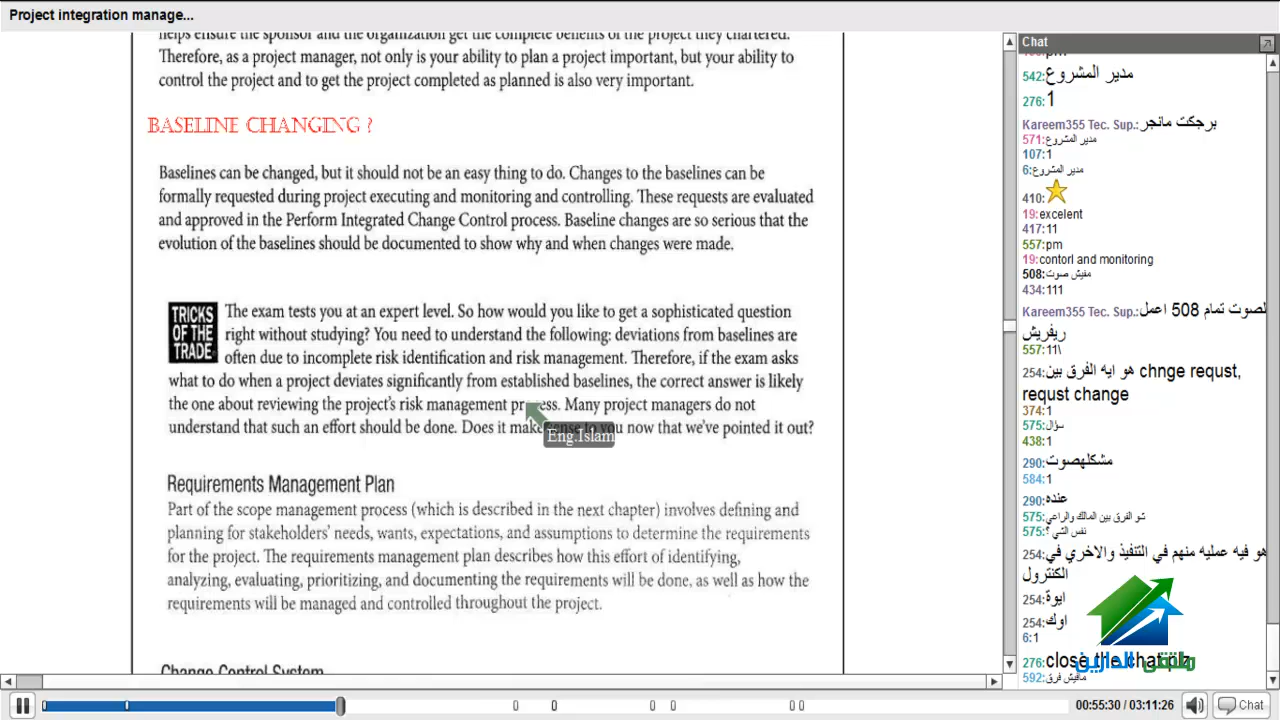 Project integration manage...
helps ensure the sponsor and the organization get the complete benefits of the project they chartered.
Therefore, as a project manager, not only is your ability to plan a project important, but your ability to
control the project and to get the project completed as planned is also very important.
BASELINE CHANGING ?
Baselines can be changed, but it should not be an easy thing to do. Changes to the baselines can be
formally requested during project executing and monitoring and controlling. These requests are evaluated
and approved in the Perform Integrated Change Control process. Baseline changes are so serious that the
evolution of the baselines should be documented to show why and when changes were made.
TRICKS
OF THE
TRADE
The exam tests you at an expert level. So how would you like to get a sophisticated question
right without studying? You need to understand the following: deviations from baselines are
often due to incomplete risk identification and risk management. Therefore, if the exam asks
what to do when a project deviates significantly from established baselines, the correct answer is likely
the one about reviewing the project's risk management process. Many project managers do not
understand that such an effort should be done. Does it make sense to you now that we've pointed it out?
Eng.Islam
Requirements Management Plan
Part of the scope management process (which is described in the next chapter) involves defining and
planning for stakeholders' needs, wants, expectations, and assumptions to determine the requirements
for the project. The requirements management plan describes how this effort of identifying,
analyzing, evaluating, prioritizing, and documenting the requirements will be done, as well as how the
requirements will be managed and controlled throughout the project.
Change Control System
Chat
542: مدير المشروع
276: 1
Kareem355 Tec. Sup.: برجكت مانجر
571: مدير المشروع
107: 1
6: مدير المشروع
410:
19: excelent
417: 11
557: pm
19: contorl and monitoring
508: مفيش صوت
434: 111
Kareem355 Tec. Sup.: لصوت تمام 508 اعمل
ريفريش
557: 11\
254: هو ايه الفرق بين chnge requst,
requst change
374: 1
575: سؤال
438: 1
290: مشكلهصوت
584: 1
290: عنده
575: شو الفرق بين المالك والراعي
575: نفس الشي ؟
254: هو فيه عمليه منهم في التنفيذ والاخري في
الكنترول
254: ايوة
254: اوك
6: 1
276: close the chat plz
ملتقى الدارين
592: مافيش فرق
00:55:30 / 03:11:26
Chat